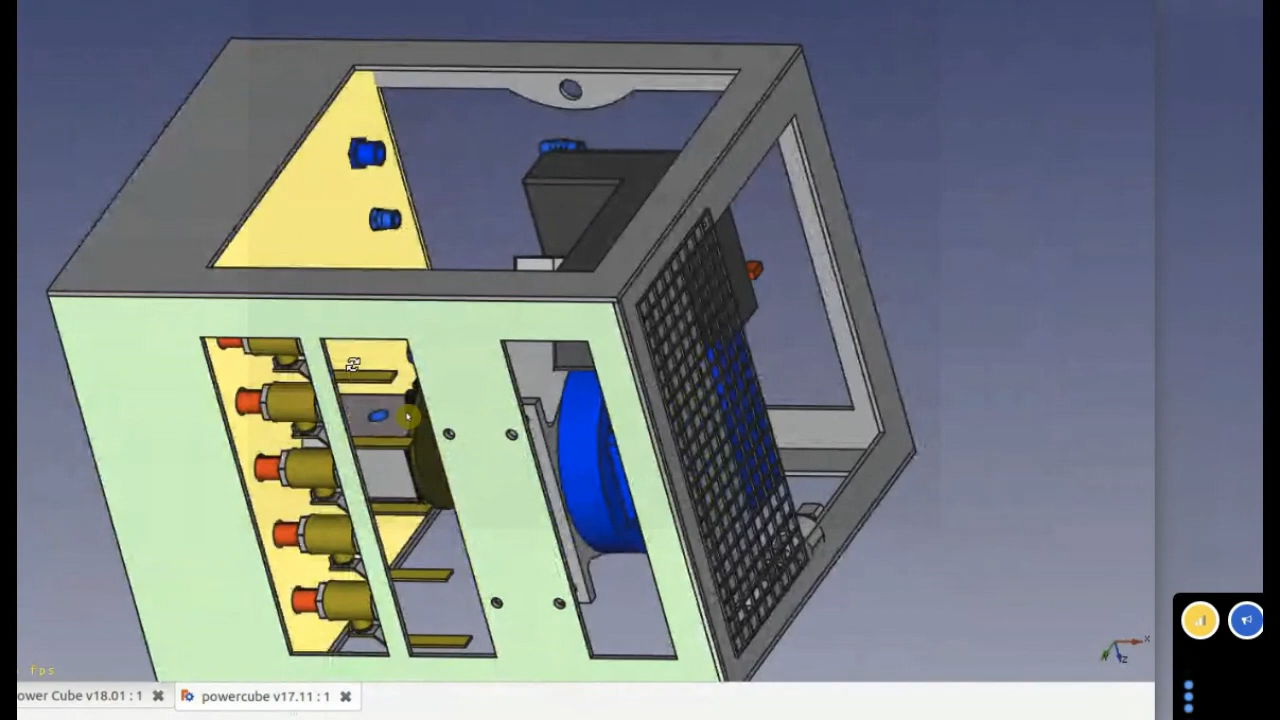 fps
ower Cube v18.01 : 1
powercube v17.11 : 1
x
z